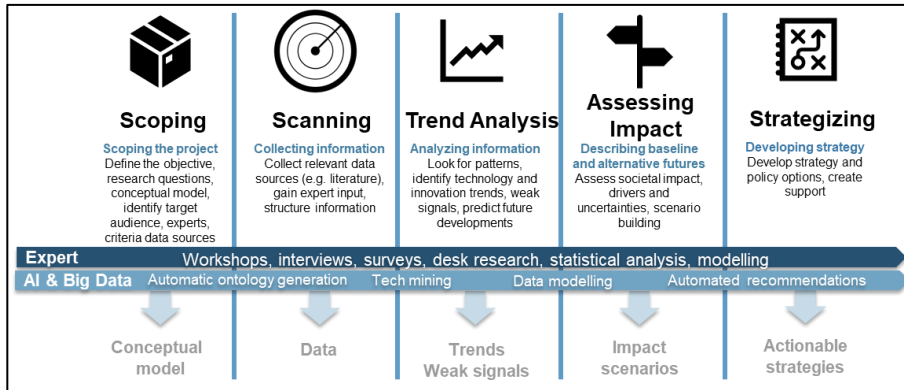 Scoping
Scoping the project
Define the objective,
research questions,
conceptual model,
identify target
audience, experts,
criteria data sources
Scanning
Collecting information
Collect relevant data
sources (e.g. literature),
gain expert input,
structure information
Trend Analysis
Analyzing information
Look for patterns,
identify technology and
innovation trends, weak
signals, predict future
developments
Assessing
Impact
Describing baseline
and alternative futures
Assess societal impact,
drivers and
uncertainties, scenario
building
Strategizing
Developing strategy
Develop strategy and
policy options, create
support
Expert Workshops, interviews, surveys, desk research, statistical analysis, modelling
AI & Big Data Automatic ontology generation Tech mining Data modelling Automated recommendations
Conceptual
model
Data
Trends
Weak signals
Impact
scenarios
Actionable
strategies